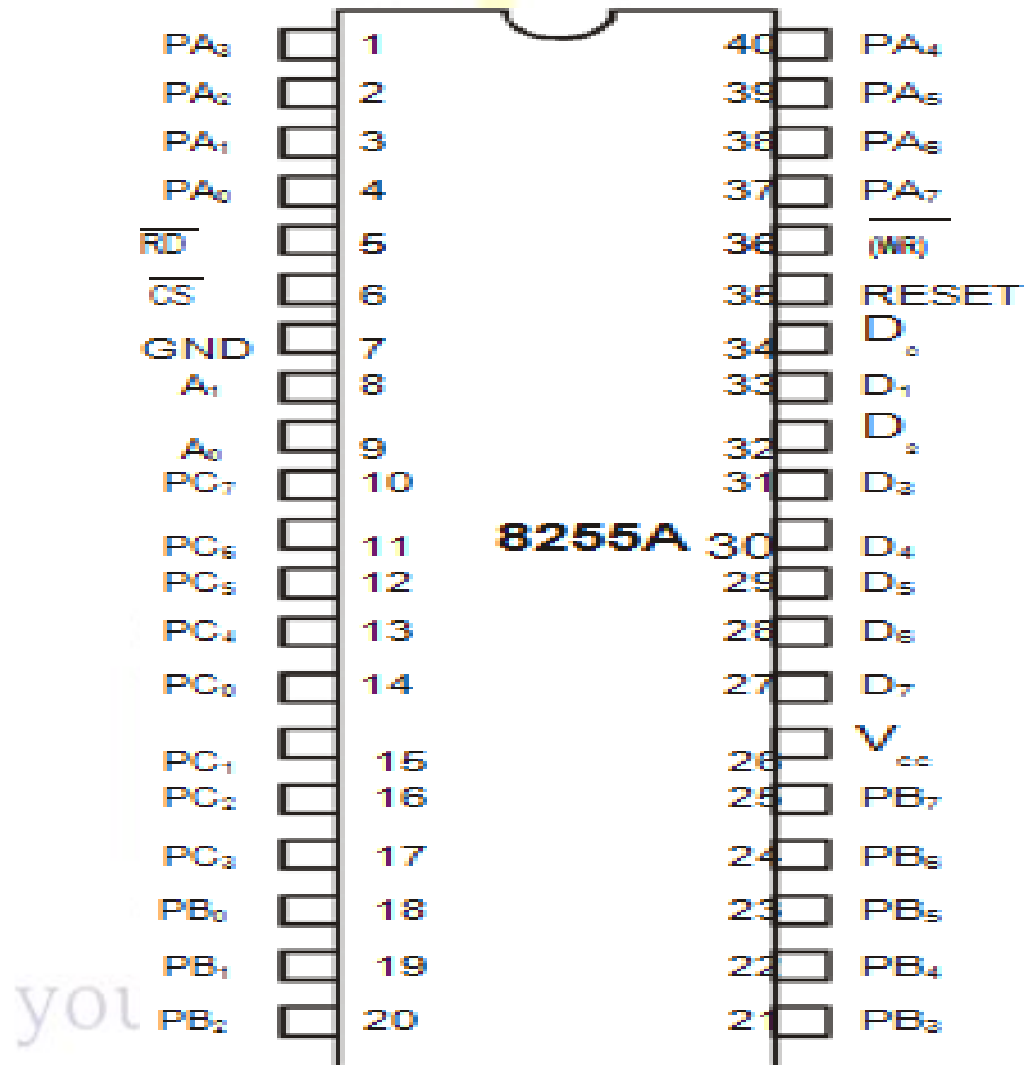 PA₃ 1 40 PA₄
PA₂ 2 39 PA₅
PA₁ 3 38 PA₆
PA₀ 4 37 PA₇
RD 5 36 (WR)
CS 6 35 RESET
GND 7 34 D₀
A₁ 8 33 D₁
A₀ 9 32 D₂
PC₇ 10 31 D₃
PC₆ 11 8255A 30 D₄
PC₅ 12 29 D₅
PC₄ 13 28 D₆
PC₀ 14 27 D₇
PC₁ 15 26 Vcc
PC₂ 16 25 PB₇
PC₃ 17 24 PB₆
PB₀ 18 23 PB₅
PB₁ 19 22 PB₄
you PB₂ 20 21 PB₃